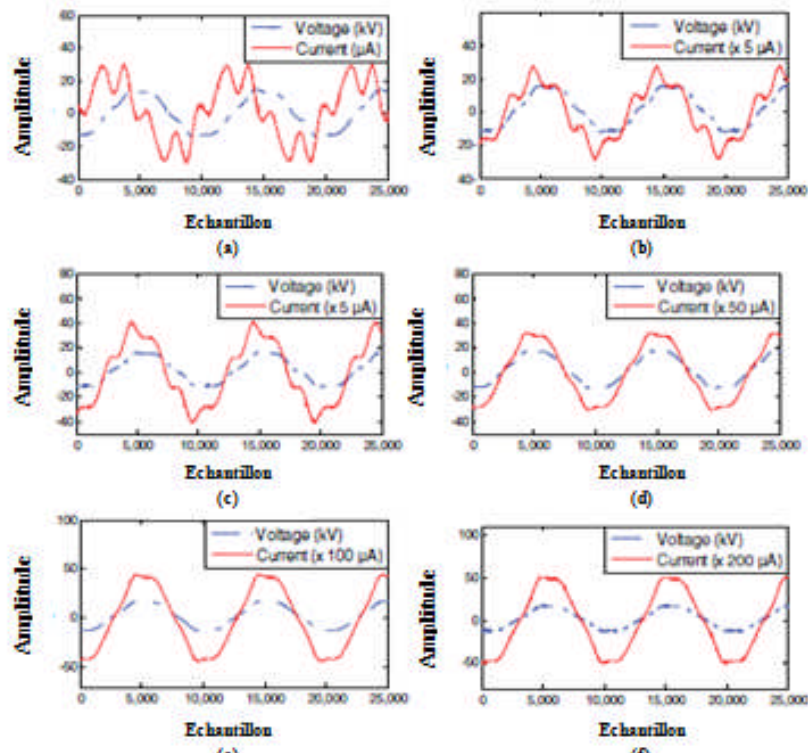 60
40
20
0
-20
-40
Amplitude
Voltage (kV)
Current (µA)
0 5,000 10,000 15,000 20,000 25,000
Echantillon
(a)
40
20
0
-20
-40
Amplitude
Voltage (kV)
Current (x 5 µA)
0 5,000 10,000 15,000 20,000 25,000
Echantillon
(b)
80
60
40
20
0
-20
-40
Amplitude
Voltage (kV)
Current (x 5 µA)
0 5,000 10,000 15,000 20,000 25,000
Echantillon
(c)
80
60
40
20
0
-20
-40
Amplitude
Voltage (kV)
Current (x 50 µA)
0 5,000 10,000 15,000 20,000 25,000
Echantillon
(d)
100
50
0
-50
Amplitude
Voltage (kV)
Current (x 100 µA)
0 5,000 10,000 15,000 20,000 25,000
Echantillon
100
50
0
-50
Amplitude
Voltage (kV)
Current (x 200 µA)
0 5,000 10,000 15,000 20,000 25,000
Echantillon